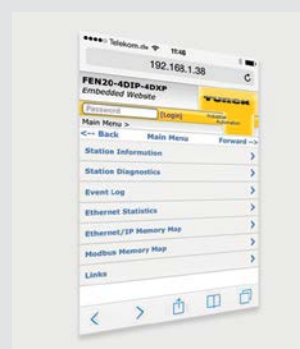 Telekom.de 11:48
192.168.1.38
FEN20-4DIP-4DXP
Embedded Website
TURCK
Password [Login] Industrial
Automation
Main Menu >
<-- Back Main Menu Forward -->
Station Information
Station Diagnostics
Event Log
Ethernet Statistics
Ethernet/IP Memory Map
Modbus Memory Map
Links